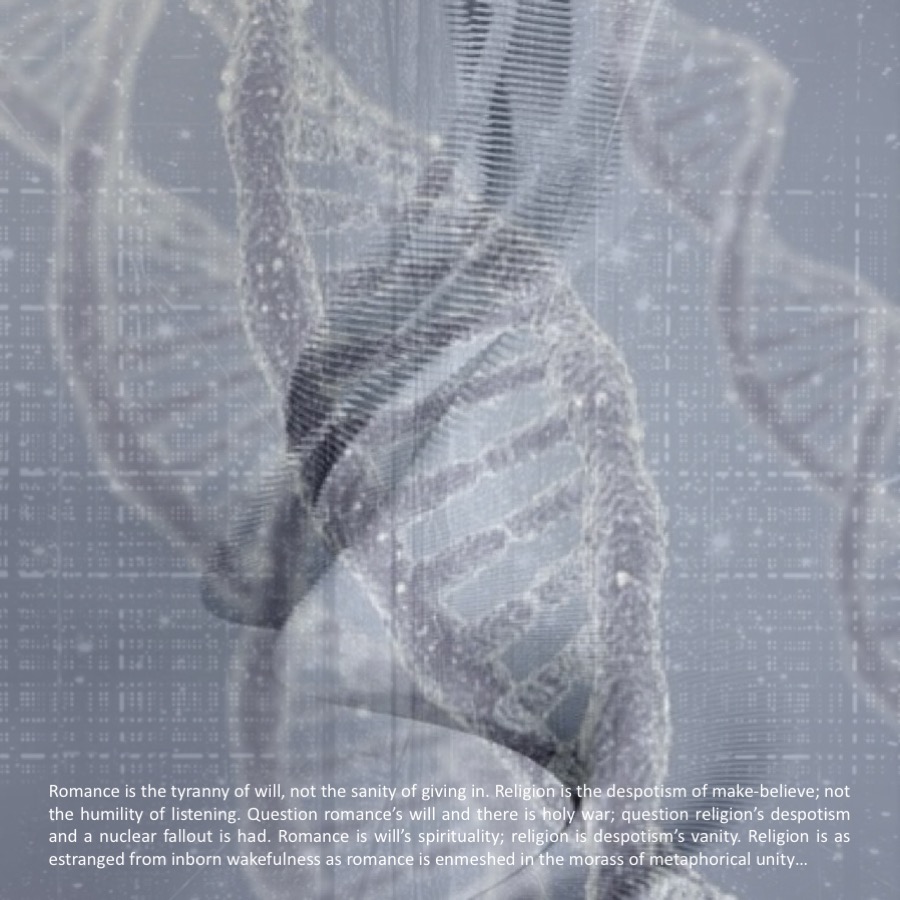 Romance is the tyranny of will, not the sanity of giving in. Religion is the despotism of make-believe; not
the humility of listening. Question romance’s will and there is holy war; question religion’s despotism
and a nuclear fallout is had. Romance is will’s spirituality; religion is despotism’s vanity. Religion is as
estranged from inborn wakefulness as romance is enmeshed in the morass of metaphorical unity…